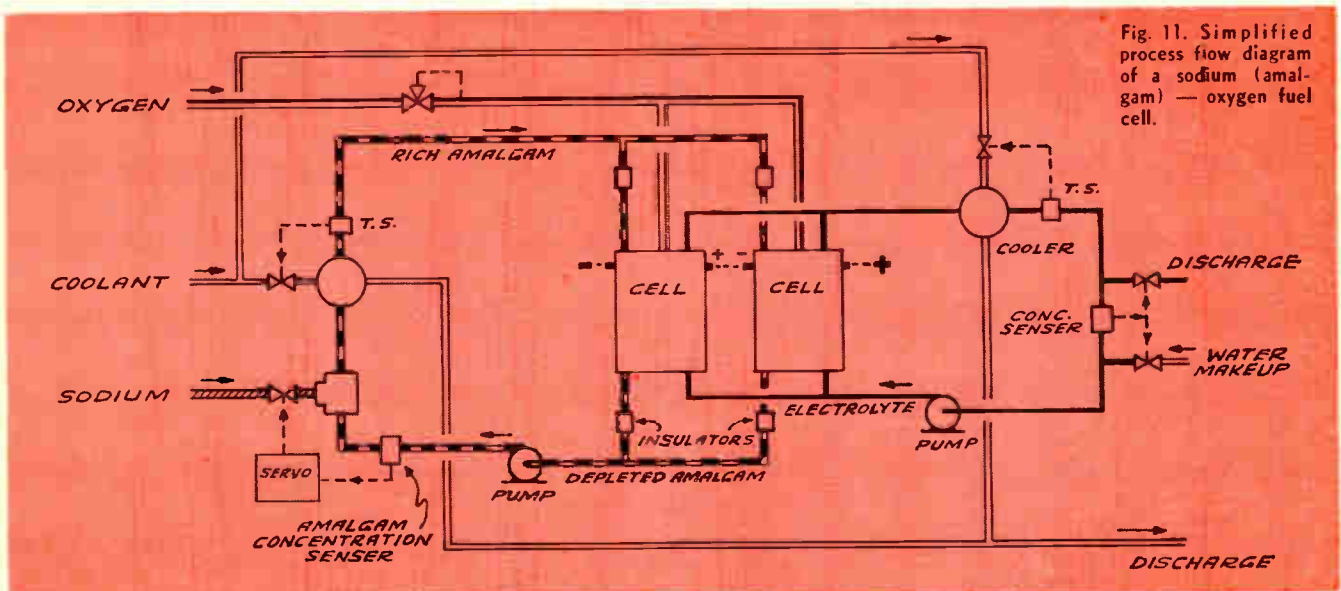 Fig. 11. Simplified
process flow diagram
of a sodium (amal-
gam) — oxygen fuel
cell.
OXYGEN
RICH AMALGAM
T.S.
T.S.
COOLER
COOLANT
DISCHARGE
CELL
CELL
+
-
-
+
CONC.
SENSER
WATER
MAKEUP
SODIUM
ELECTROLYTE
PUMP
INSULATORS
SERVO
DEPLETED AMALGAM
PUMP
AMALGAM
CONCENTRATION
SENSER
DISCHARGE